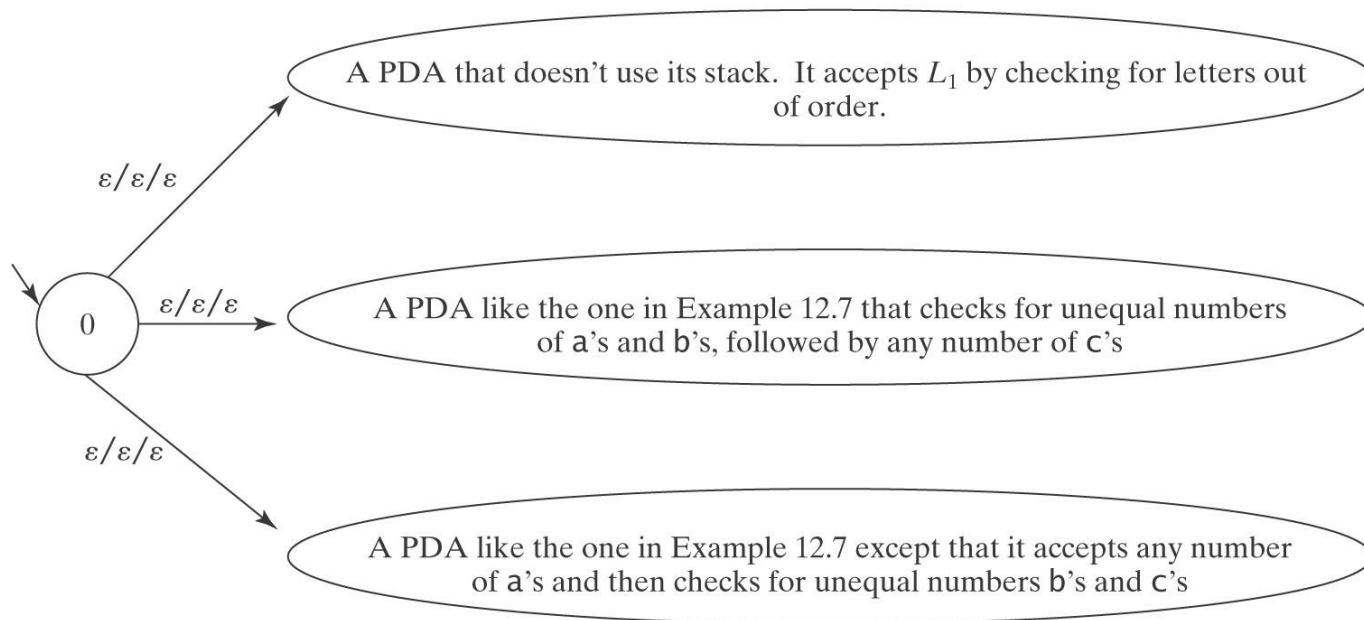 A PDA that doesn't use its stack.  It accepts L₁ by checking for letters out
of order.
ε/ε/ε
0
ε/ε/ε
A PDA like the one in Example 12.7 that checks for unequal numbers
of a's and b's, followed by any number of c's
ε/ε/ε
A PDA like the one in Example 12.7 except that it accepts any number
of a's and then checks for unequal numbers b's and c's